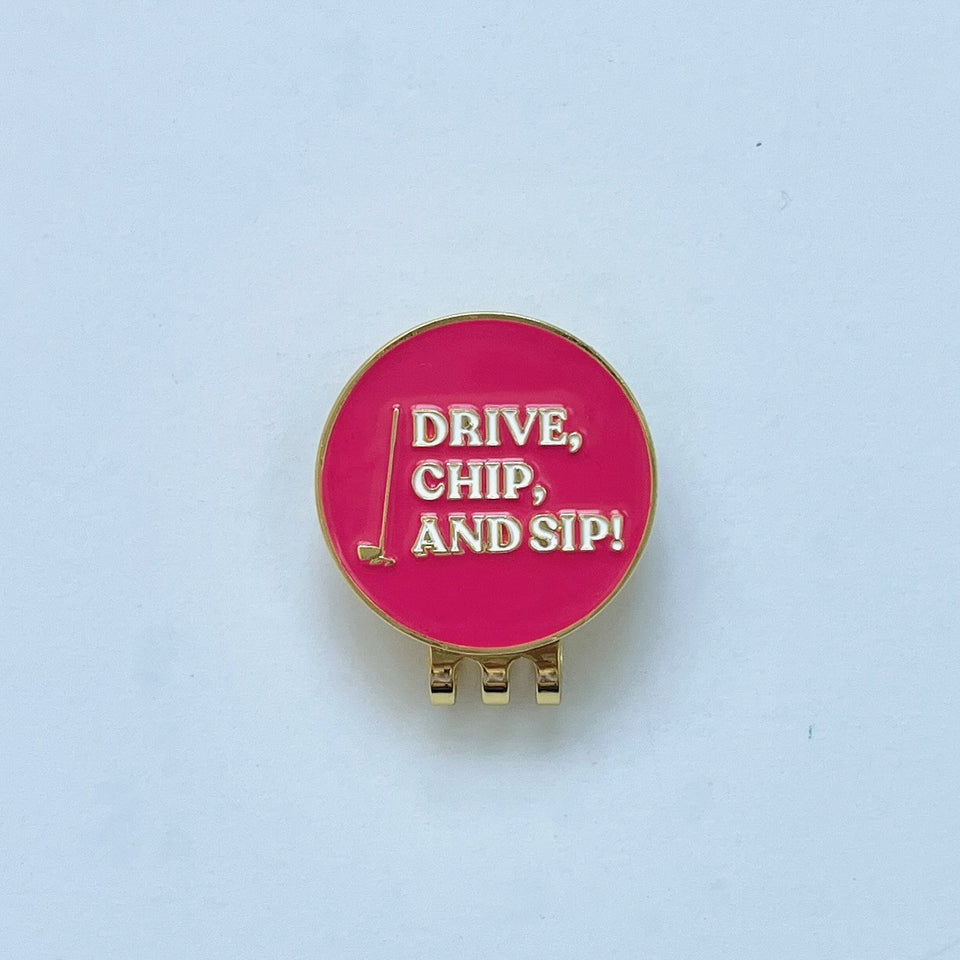 DRIVE,
CHIP,
AND SIP!